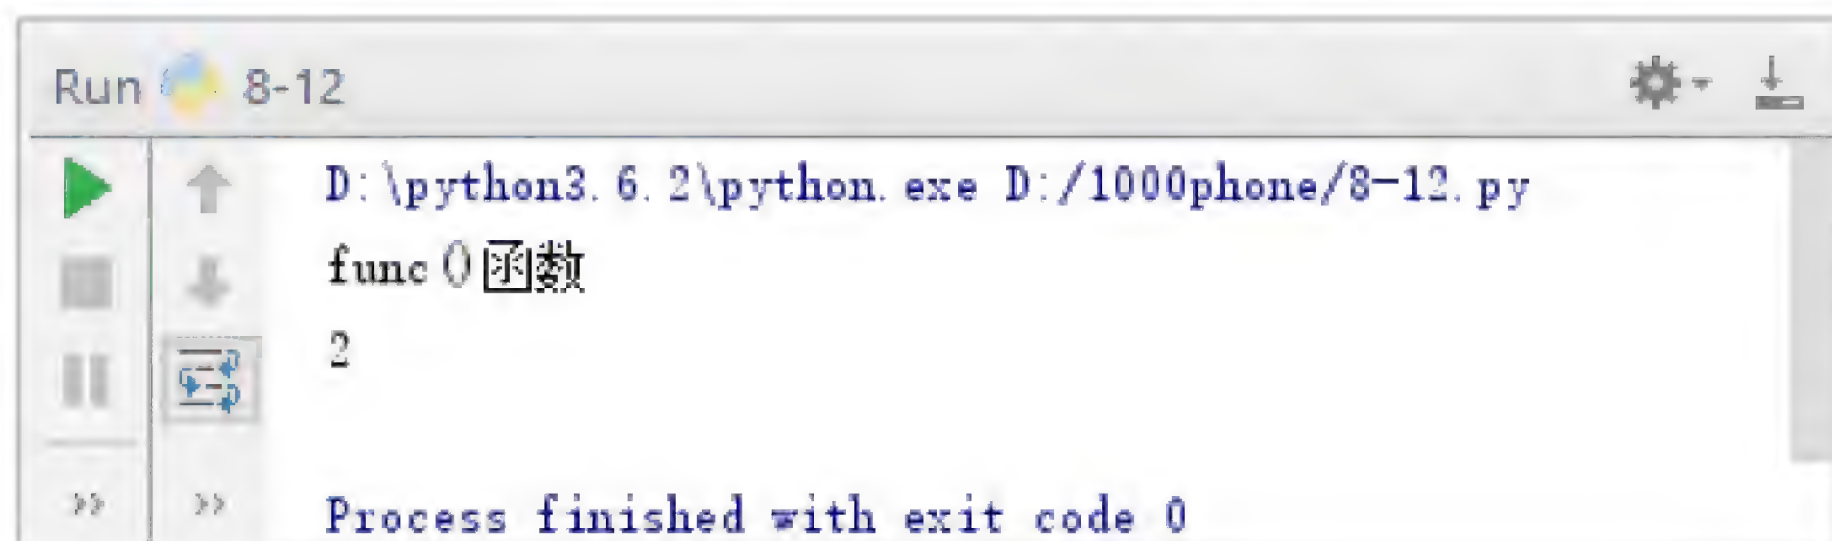 Run 8-12
D:\python3.6.2\python.exe D:/1000phone/8-12.py
func()函数
2
Process finished with exit code 0